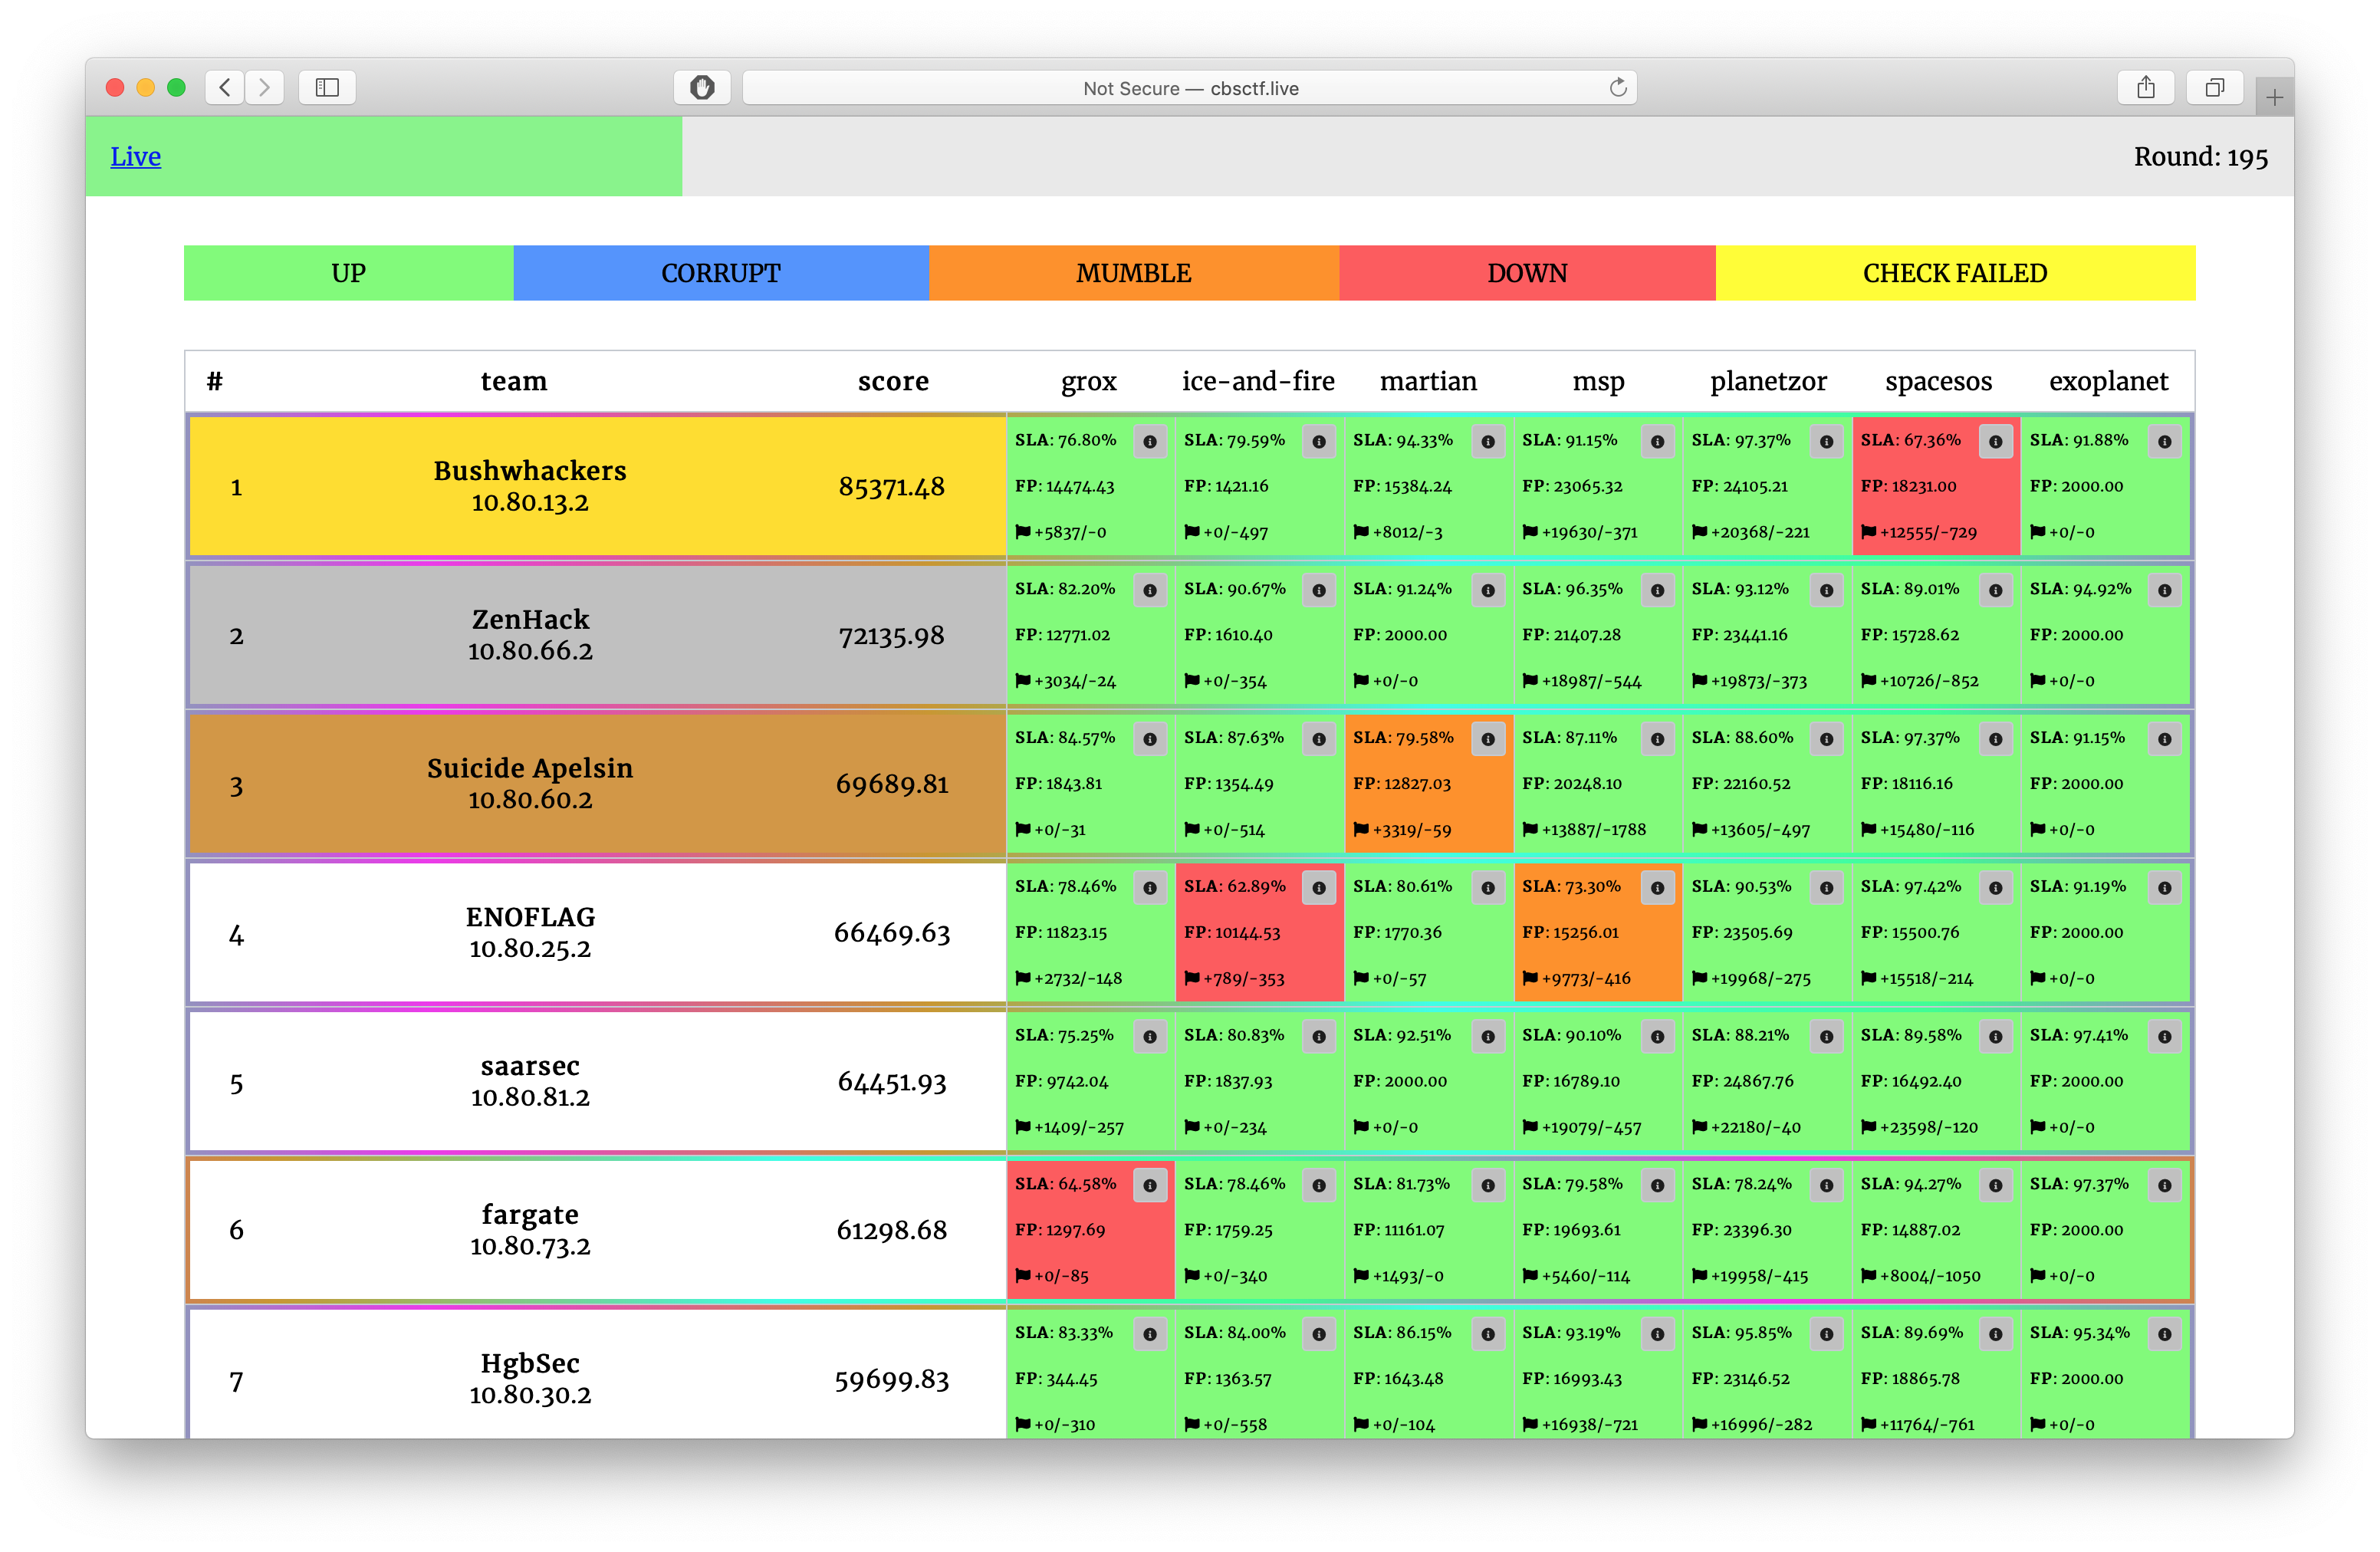 Not Secure — cbsctf.live
Live
Round: 195
UP CORRUPT MUMBLE DOWN CHECK FAILED
# team score grox ice-and-fire martian msp planetzor spacesos exoplanet
SLA: 76.80% SLA: 79.59% SLA: 94.33% SLA: 91.15% SLA: 97.37% SLA: 67.36% SLA: 91.88%
1 Bushwhackers 85371.48 FP: 14474.43 FP: 1421.16 FP: 15384.24 FP: 23065.32 FP: 24105.21 FP: 18231.00 FP: 2000.00
10.80.13.2 +5837/-0 +0/-497 +8012/-3 +19630/-371 +20368/-221 +12555/-729 +0/-0
SLA: 82.20% SLA: 90.67% SLA: 91.24% SLA: 96.35% SLA: 93.12% SLA: 89.01% SLA: 94.92%
2 ZenHack 72135.98 FP: 12771.02 FP: 1610.40 FP: 2000.00 FP: 21407.28 FP: 23441.16 FP: 15728.62 FP: 2000.00
10.80.66.2 +3034/-24 +0/-354 +0/-0 +18987/-544 +19873/-373 +10726/-852 +0/-0
SLA: 84.57% SLA: 87.63% SLA: 79.58% SLA: 87.11% SLA: 88.60% SLA: 97.37% SLA: 91.15%
3 Suicide Apelsin 69689.81 FP: 1843.81 FP: 1354.49 FP: 12827.03 FP: 20248.10 FP: 22160.52 FP: 18116.16 FP: 2000.00
10.80.60.2 +0/-31 +0/-514 +3319/-59 +13887/-1788 +13605/-497 +15480/-116 +0/-0
SLA: 78.46% SLA: 62.89% SLA: 80.61% SLA: 73.30% SLA: 90.53% SLA: 97.42% SLA: 91.19%
4 ENOFLAG 66469.63 FP: 11823.15 FP: 10144.53 FP: 1770.36 FP: 15256.01 FP: 23505.69 FP: 15500.76 FP: 2000.00
10.80.25.2 +2732/-148 +789/-353 +0/-57 +9773/-416 +19968/-275 +15518/-214 +0/-0
SLA: 75.25% SLA: 80.83% SLA: 92.51% SLA: 90.10% SLA: 88.21% SLA: 89.58% SLA: 97.41%
5 saarsec 64451.93 FP: 9742.04 FP: 1837.93 FP: 2000.00 FP: 16789.10 FP: 24867.76 FP: 16492.40 FP: 2000.00
10.80.81.2 +1409/-257 +0/-234 +0/-0 +19079/-457 +22180/-40 +23598/-120 +0/-0
SLA: 64.58% SLA: 78.46% SLA: 81.73% SLA: 79.58% SLA: 78.24% SLA: 94.27% SLA: 97.37%
6 fargate 61298.68 FP: 1297.69 FP: 1759.25 FP: 11161.07 FP: 19693.61 FP: 23396.30 FP: 14887.02 FP: 2000.00
10.80.73.2 +0/-85 +0/-340 +1493/-0 +5460/-114 +19958/-415 +8004/-1050 +0/-0
SLA: 83.33% SLA: 84.00% SLA: 86.15% SLA: 93.19% SLA: 95.85% SLA: 89.69% SLA: 95.34%
7 HgbSec 59699.83 FP: 344.45 FP: 1363.57 FP: 1643.48 FP: 16993.43 FP: 23146.52 FP: 18865.78 FP: 2000.00
10.80.30.2 +0/-310 +0/-558 +0/-104 +16938/-721 +16996/-282 +11764/-761 +0/-0